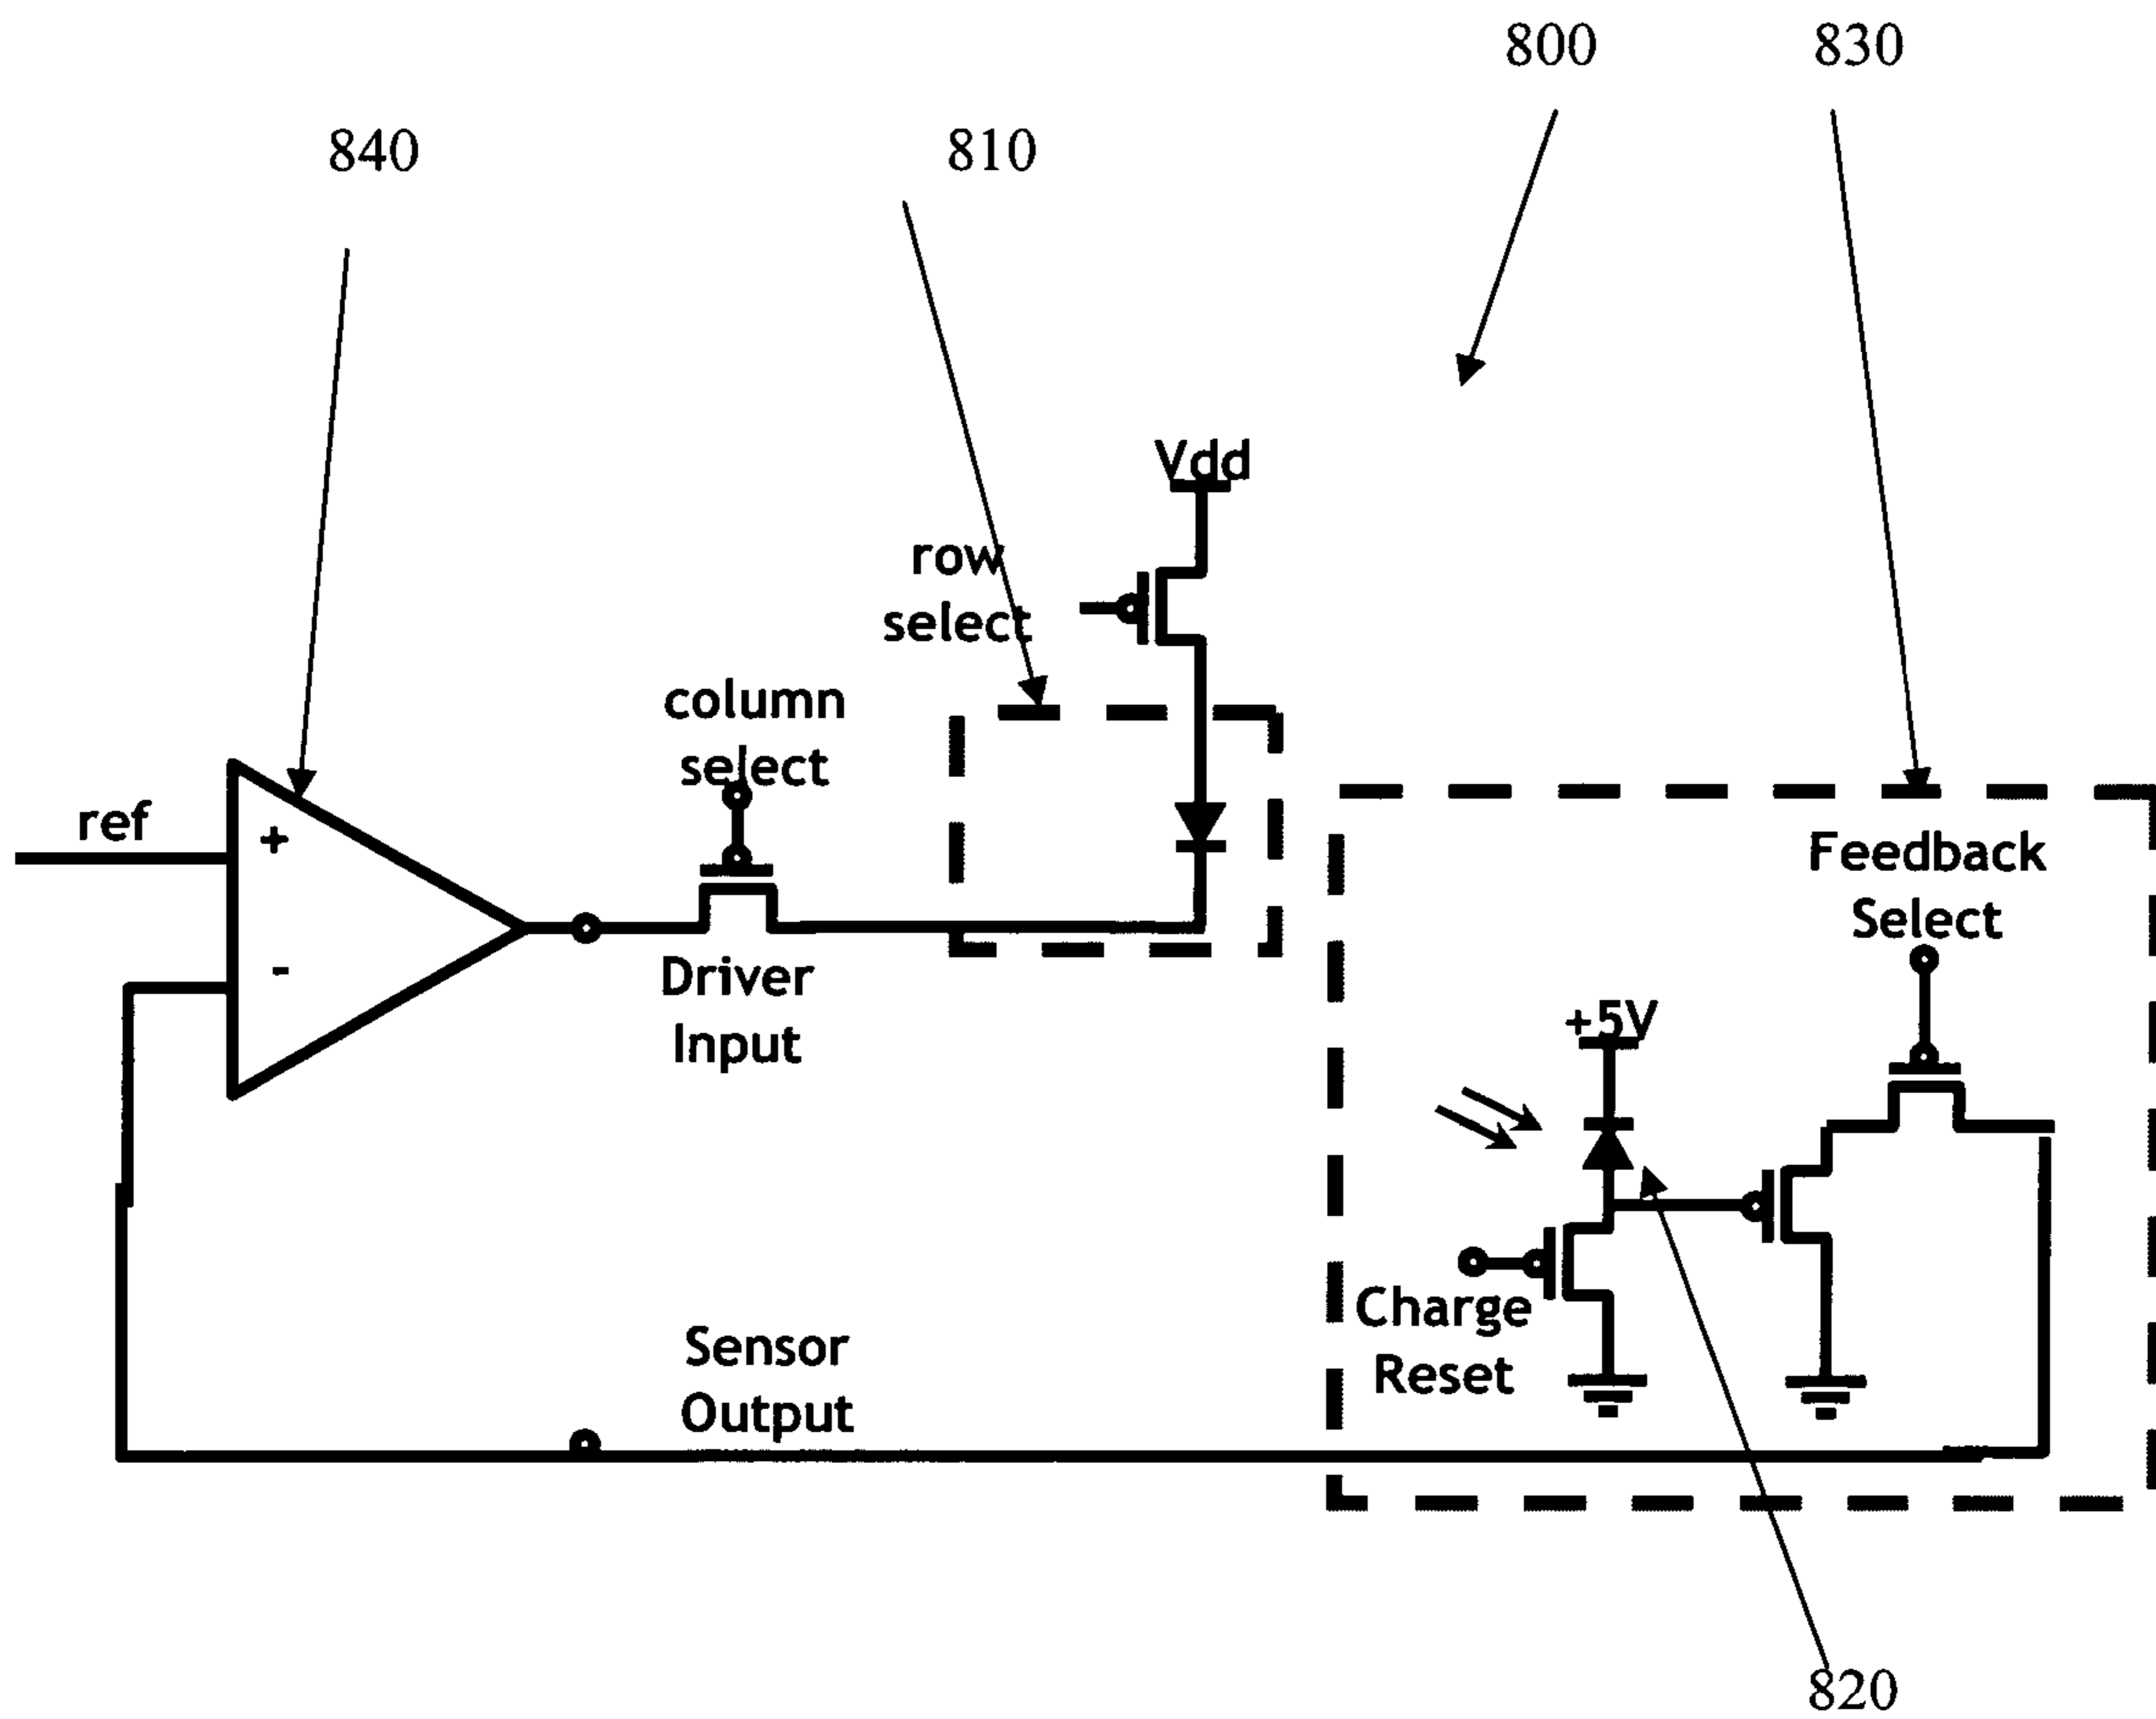 800
830
840
810
Vdd
row
select
column
select
ref
+
-
Driver
Input
Feedback
Select
+5V
Charge
Reset
Sensor
Output
820